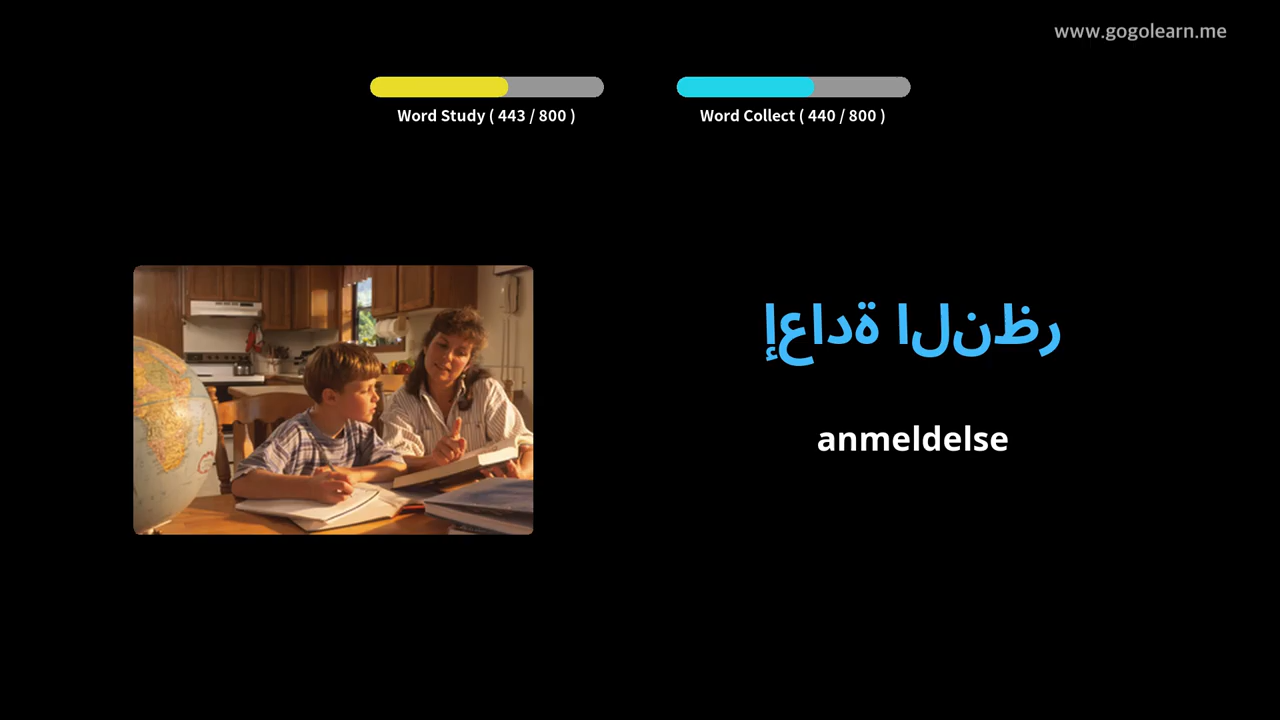 www.gogolearn.me
Word Study ( 443 / 800 )
Word Collect ( 440 / 800 )
إعادة النظر
anmeldelse